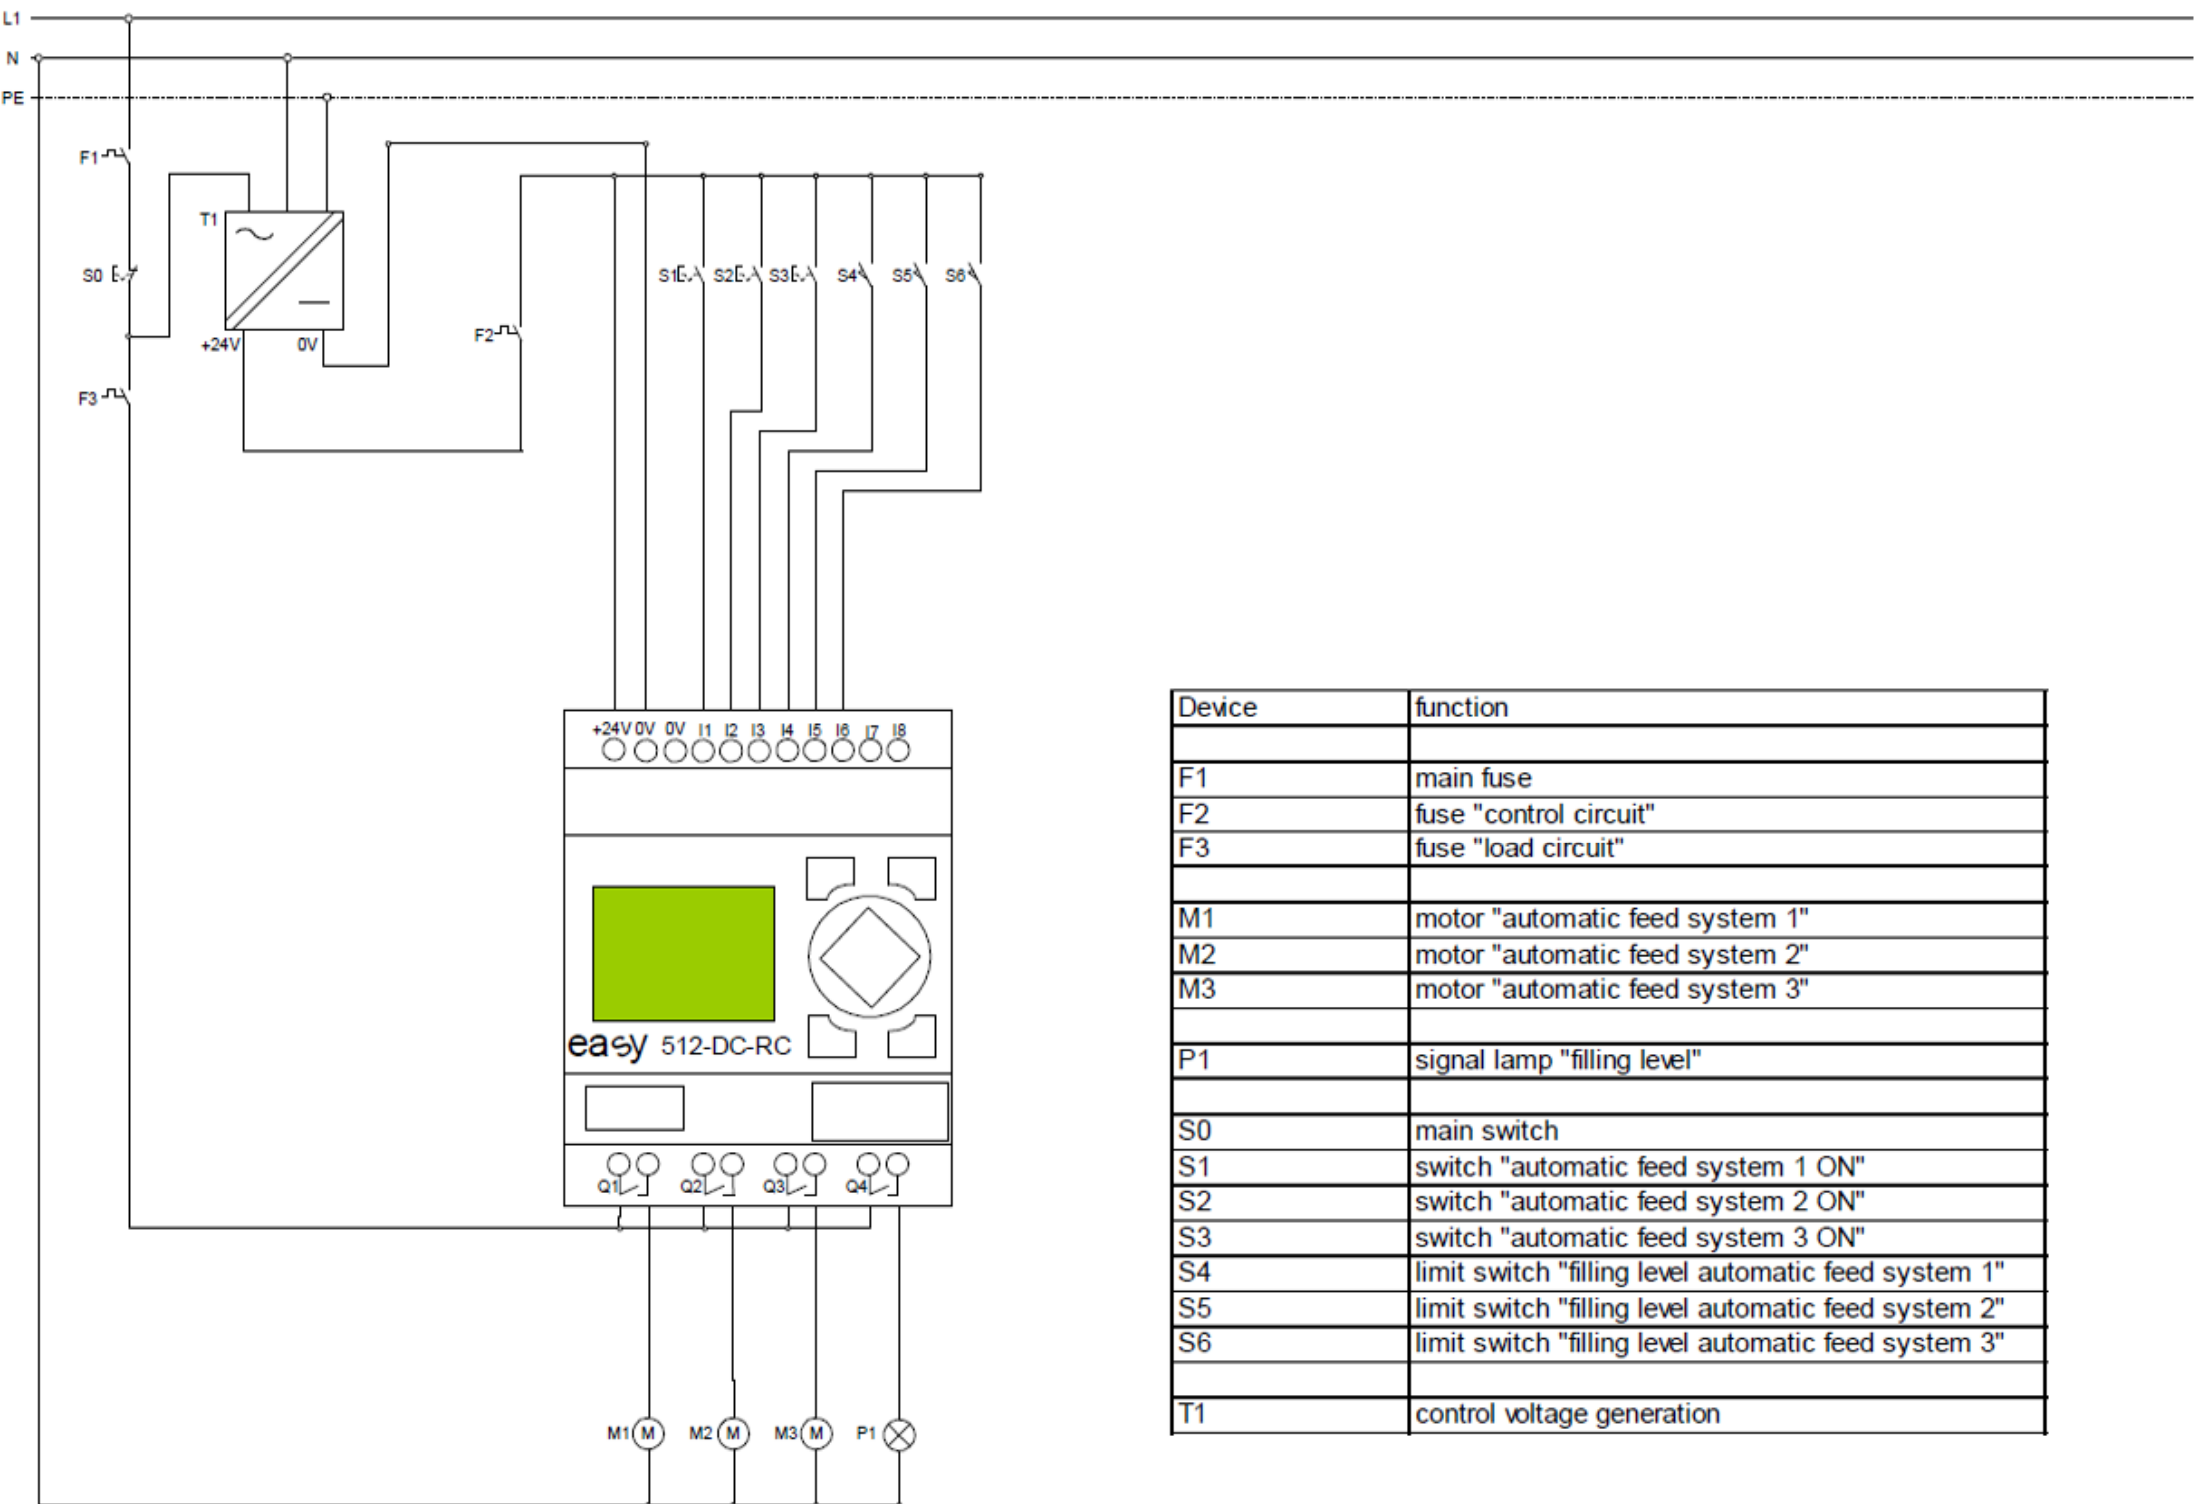 L1
N
PE
F1
T1
S0
S1 S2 S3 S4 S5 S6
F2
+24V 0V
F3
+24V 0V 0V I1 I2 I3 I4 I5 I6 I7 I8
easy 512-DC-RC
Q1 Q2 Q3 Q4
M1 M M2 M M3 M P1
Device function
F1 main fuse
F2 fuse "control circuit"
F3 fuse "load circuit"
M1 motor "automatic feed system 1"
M2 motor "automatic feed system 2"
M3 motor "automatic feed system 3"
P1 signal lamp "filling level"
S0 main switch
S1 switch "automatic feed system 1 ON"
S2 switch "automatic feed system 2 ON"
S3 switch "automatic feed system 3 ON"
S4 limit switch "filling level automatic feed system 1"
S5 limit switch "filling level automatic feed system 2"
S6 limit switch "filling level automatic feed system 3"
T1 control voltage generation